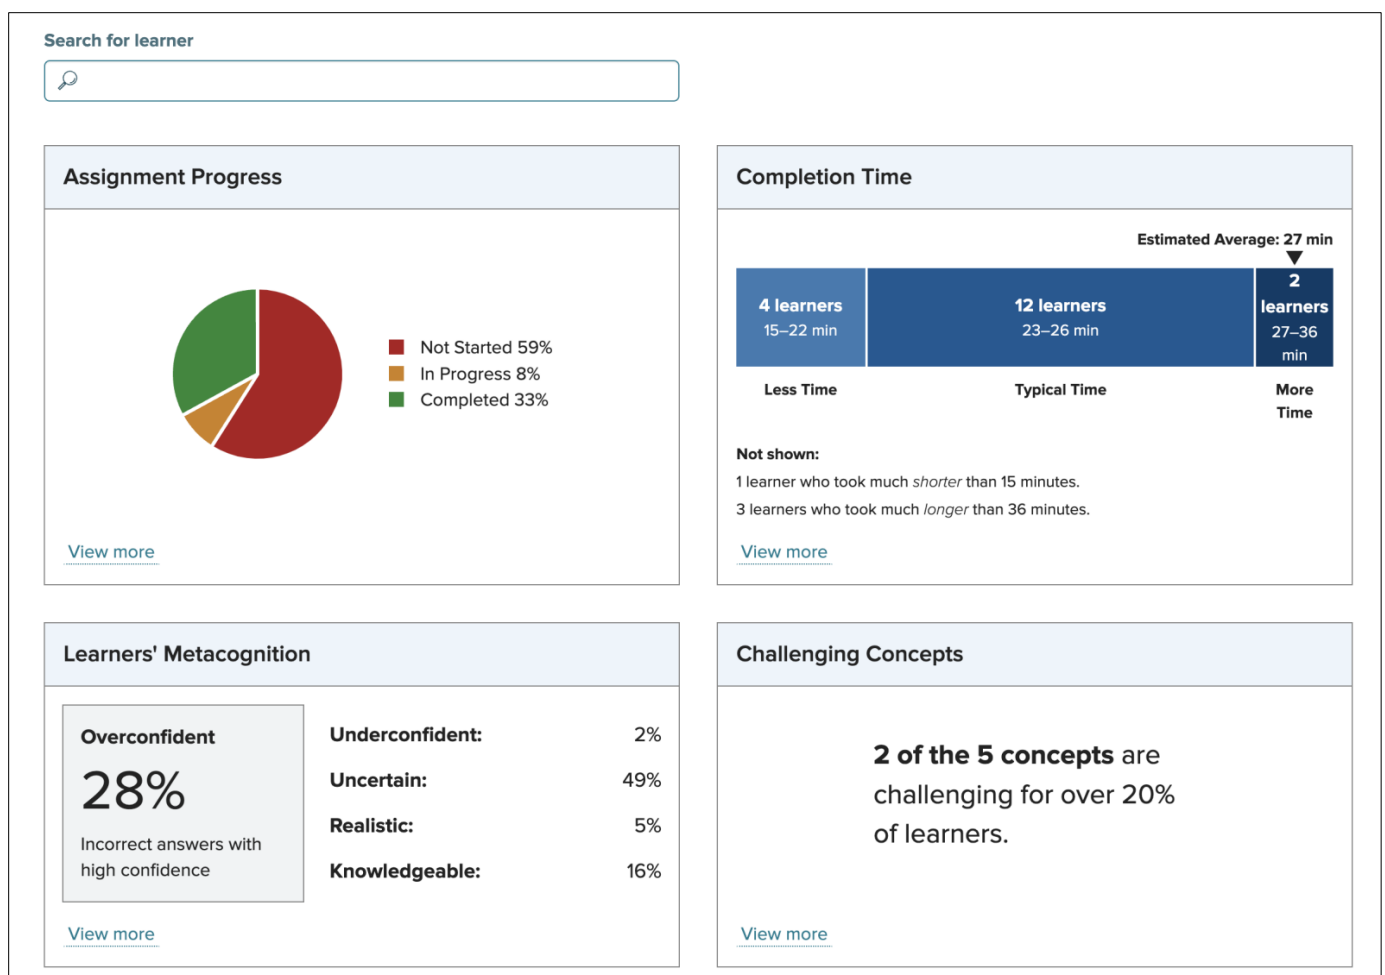 Search for learner
Assignment Progress
Not Started 59%
In Progress 8%
Completed 33%
View more
Completion Time
Estimated Average: 27 min
4 learners
15–22 min
12 learners
23–26 min
2
learners
27–36
min
Less Time
Typical Time
More
Time
Not shown:
1 learner who took much shorter than 15 minutes.
3 learners who took much longer than 36 minutes.
View more
Learners' Metacognition
Overconfident
28%
Incorrect answers with
high confidence
Underconfident: 2%
Uncertain: 49%
Realistic: 5%
Knowledgeable: 16%
View more
Challenging Concepts
2 of the 5 concepts are
challenging for over 20%
of learners.
View more